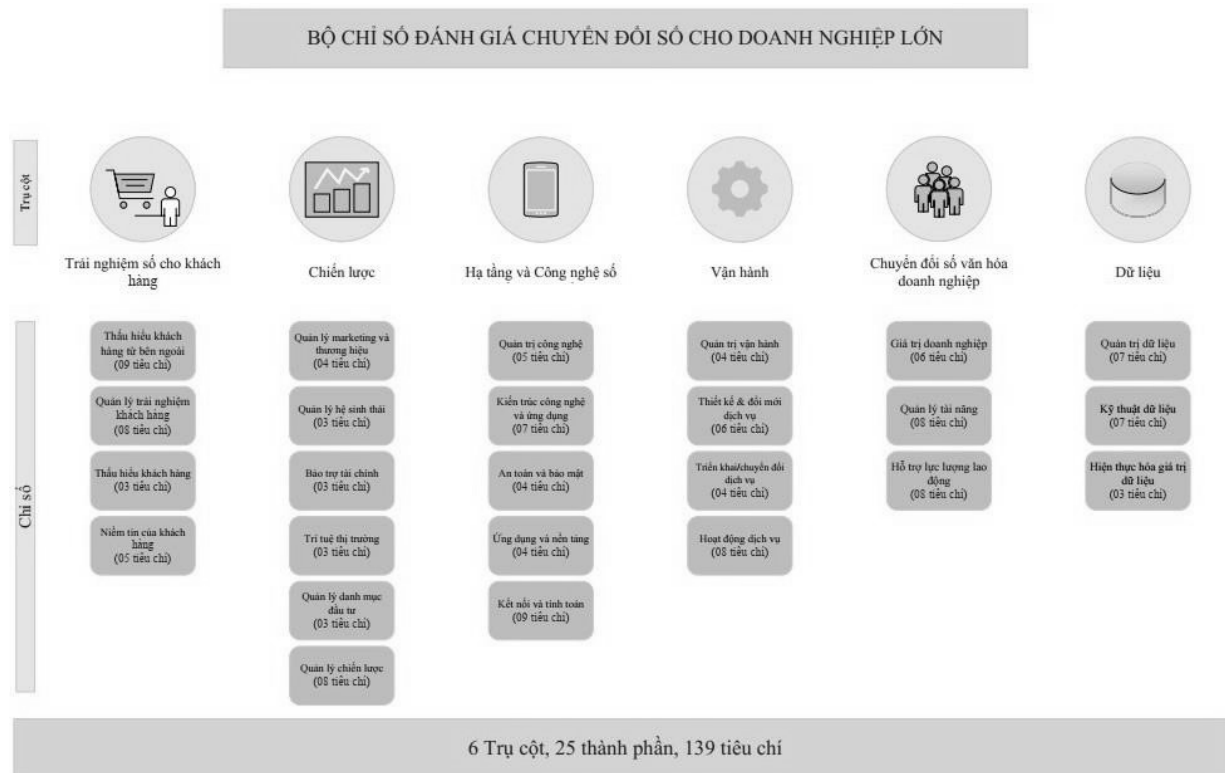 BỘ CHỈ SỐ ĐÁNH GIÁ CHUYỂN ĐỔI SỐ CHO DOANH NGHIỆP LỚN
Trụ cột
Trải nghiệm số cho khách
hàng
Chiến lược
Hạ tầng và Công nghệ số
Vận hành
Chuyển đổi số văn hóa
doanh nghiệp
Dữ liệu
Chỉ số
Thấu hiểu khách
hàng từ bên ngoài
(09 tiêu chí)
Quản lý trải nghiệm
khách hàng
(08 tiêu chí)
Thấu hiểu khách hàng
(03 tiêu chí)
Niềm tin của khách
hàng
(05 tiêu chí)
Quản lý marketing và
thương hiệu
(04 tiêu chí)
Quản lý hệ sinh thái
(03 tiêu chí)
Bảo trợ tài chính
(03 tiêu chí)
Trí tuệ thị trường
(03 tiêu chí)
Quản lý danh mục
đầu tư
(03 tiêu chí)
Quản lý chiến lược
(08 tiêu chí)
Quản trị công nghệ
(05 tiêu chí)
Kiến trúc công nghệ
và ứng dụng
(07 tiêu chí)
An toàn và bảo mật
(04 tiêu chí)
Ứng dụng và nền tảng
(04 tiêu chí)
Kết nối và tính toán
(09 tiêu chí)
Quản trị vận hành
(04 tiêu chí)
Thiết kế & đổi mới
dịch vụ
(06 tiêu chí)
Triển khai/chuyển đổi
dịch vụ
(04 tiêu chí)
Hoạt động dịch vụ
(08 tiêu chí)
Giá trị doanh nghiệp
(06 tiêu chí)
Quản lý tài năng
(08 tiêu chí)
Hỗ trợ lực lượng lao
động
(08 tiêu chí)
Quản trị dữ liệu
(07 tiêu chí)
Kỹ thuật dữ liệu
(07 tiêu chí)
Hiện thực hóa giá trị
dữ liệu
(03 tiêu chí)
6 Trụ cột, 25 thành phần, 139 tiêu chí